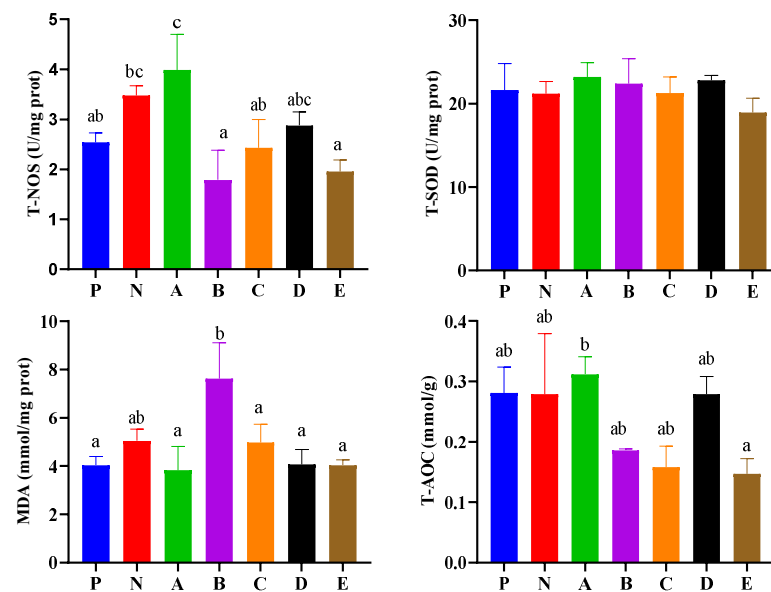 T-NOS (U/mg prot)
5
4
3
2
1
0
ab
bc
c
a
ab
abc
a
P N A B C D E
T-SOD (U/mg prot)
30
20
10
0
P N A B C D E
MDA (mmol/mg prot)
10
8
6
4
2
0
a
ab
a
b
a
a
a
P N A B C D E
T-AOC (mmol/g)
0.4
0.3
0.2
0.1
0.0
ab
ab
b
ab
ab
ab
a
P N A B C D E